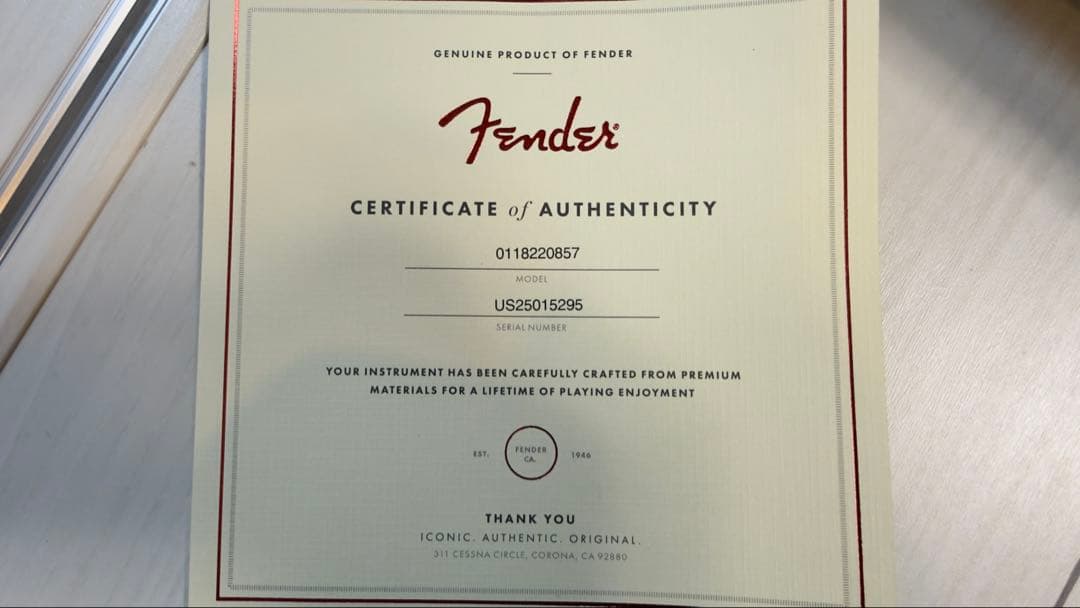 GENUINE PRODUCT OF FENDER
Fender®
CERTIFICATE of AUTHENTICITY
0118220857
MODEL
US25015295
SERIAL NUMBER
YOUR INSTRUMENT HAS BEEN CAREFULLY CRAFTED FROM PREMIUM
MATERIALS FOR A LIFETIME OF PLAYING ENJOYMENT
EST. FENDER CA. 1946
THANK YOU
ICONIC. AUTHENTIC. ORIGINAL.
311 CESSNA CIRCLE, CORONA, CA 92880